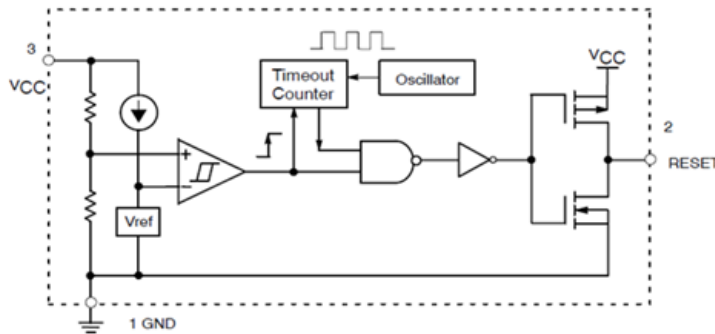 3
VCC
Timeout
Counter
Oscillator
VCC
2
RESET
+
−
Vref
1 GND